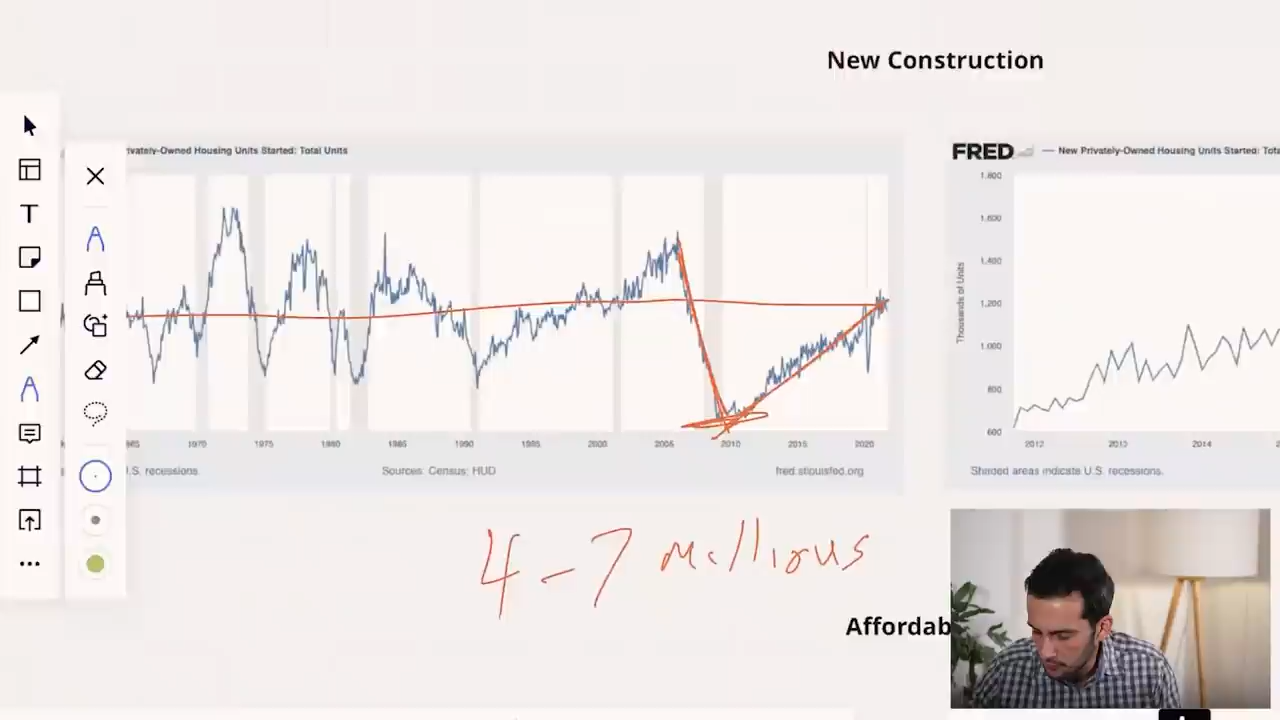 New Construction
rivately-Owned Housing Units Started: Total Units
FRED — New Privately-Owned Housing Units Started: Tota
1,800
1,600
1,400
1,200
1,000
800
600
Thousands of Units
1970 1975 1980 1985 1990 1995 2000 2005 2010 2015 2020
2012 2013 2014
U.S. recessions.
Sources: Census; HUD
fred.stlouisfed.org
Shaded areas indicate U.S. recessions.
4-7 millions
Affordab